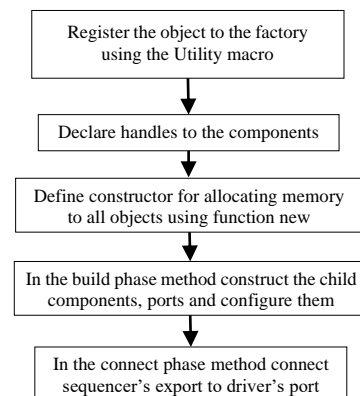 Register the object to the factory
using the Utility macro
Declare handles to the components
Define constructor for allocating memory
to all objects using function new
In the build phase method construct the child
components, ports and configure them
In the connect phase method connect
sequencer's export to driver's port